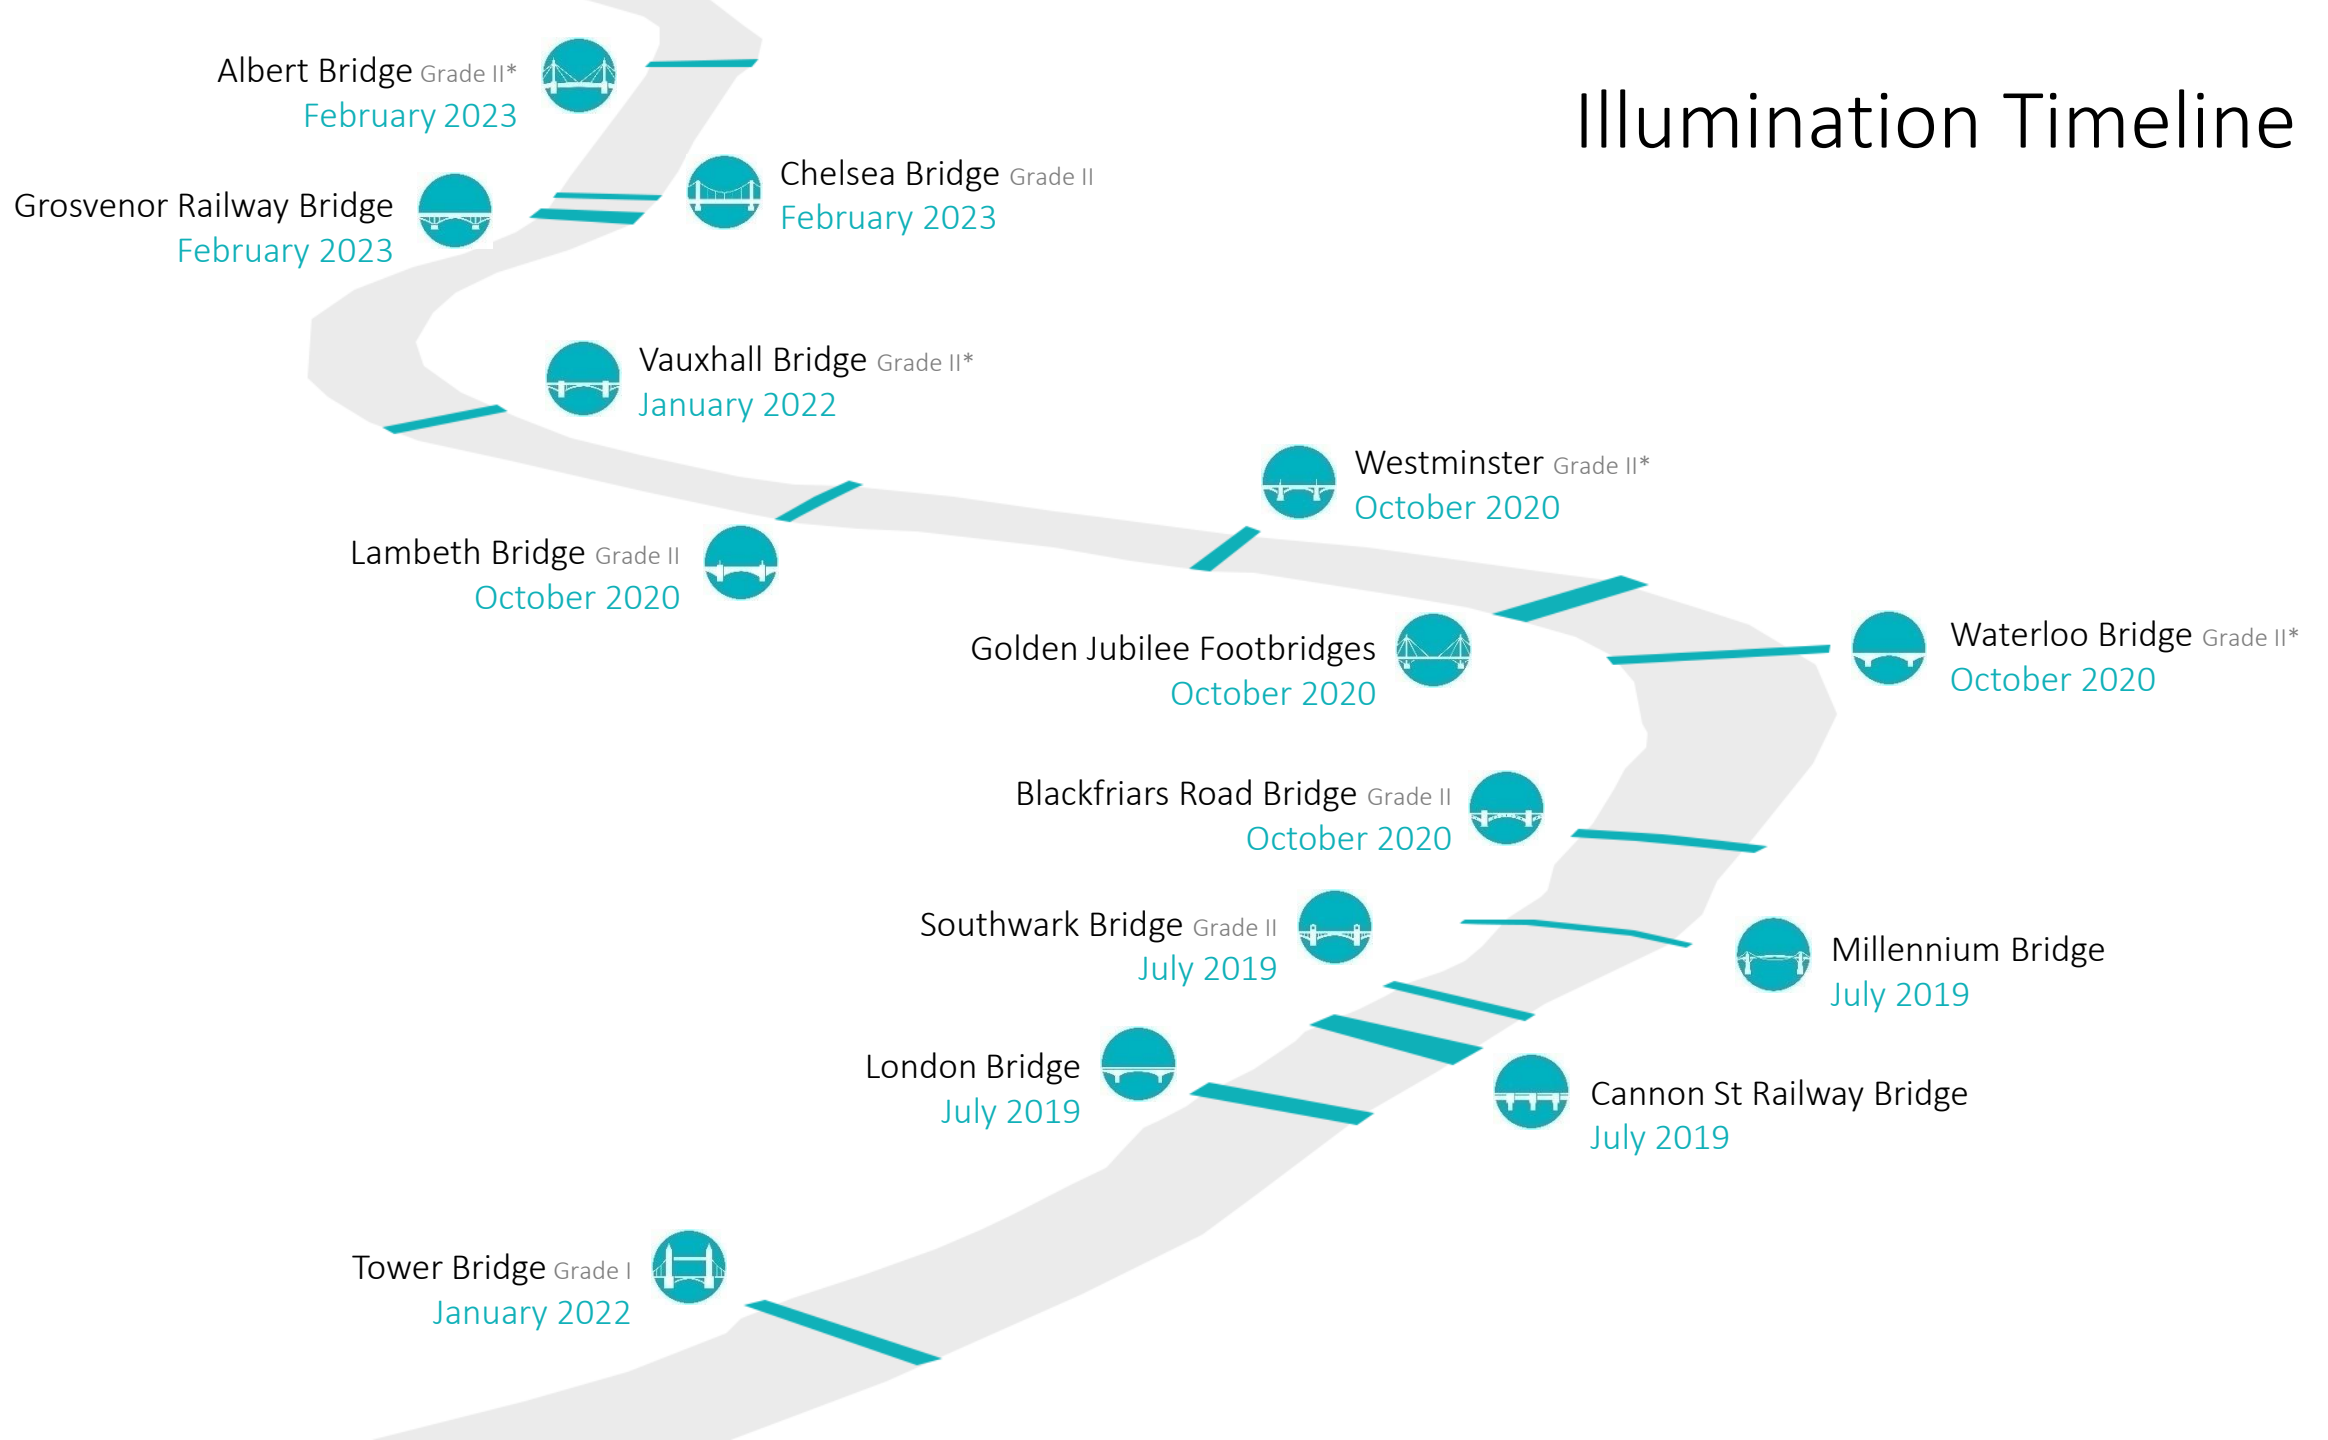 Illumination Timeline
Albert Bridge Grade II*
February 2023
Chelsea Bridge Grade II
February 2023
Grosvenor Railway Bridge
February 2023
Vauxhall Bridge Grade II*
January 2022
Westminster Grade II*
October 2020
Lambeth Bridge Grade II
October 2020
Golden Jubilee Footbridges
October 2020
Waterloo Bridge Grade II*
October 2020
Blackfriars Road Bridge Grade II
October 2020
Southwark Bridge Grade II
July 2019
Millennium Bridge
July 2019
London Bridge
July 2019
Cannon St Railway Bridge
July 2019
Tower Bridge Grade I
January 2022